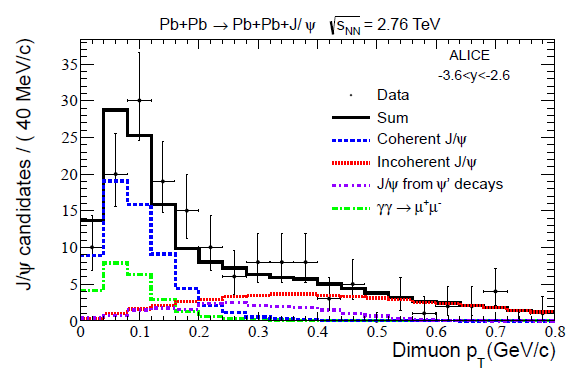 Pb+Pb → Pb+Pb+J/ ψ √sNN = 2.76 TeV
J/ψ candidates / ( 40 MeV/c)
35
30
25
20
15
10
5
0
ALICE
-3.6<y<-2.6
Data
Sum
Coherent J/ψ
Incoherent J/ψ
J/ψ from ψ' decays
γγ → μ⁺μ⁻
0 0.1 0.2 0.3 0.4 0.5 0.6 0.7 0.8
Dimuon pT(GeV/c)